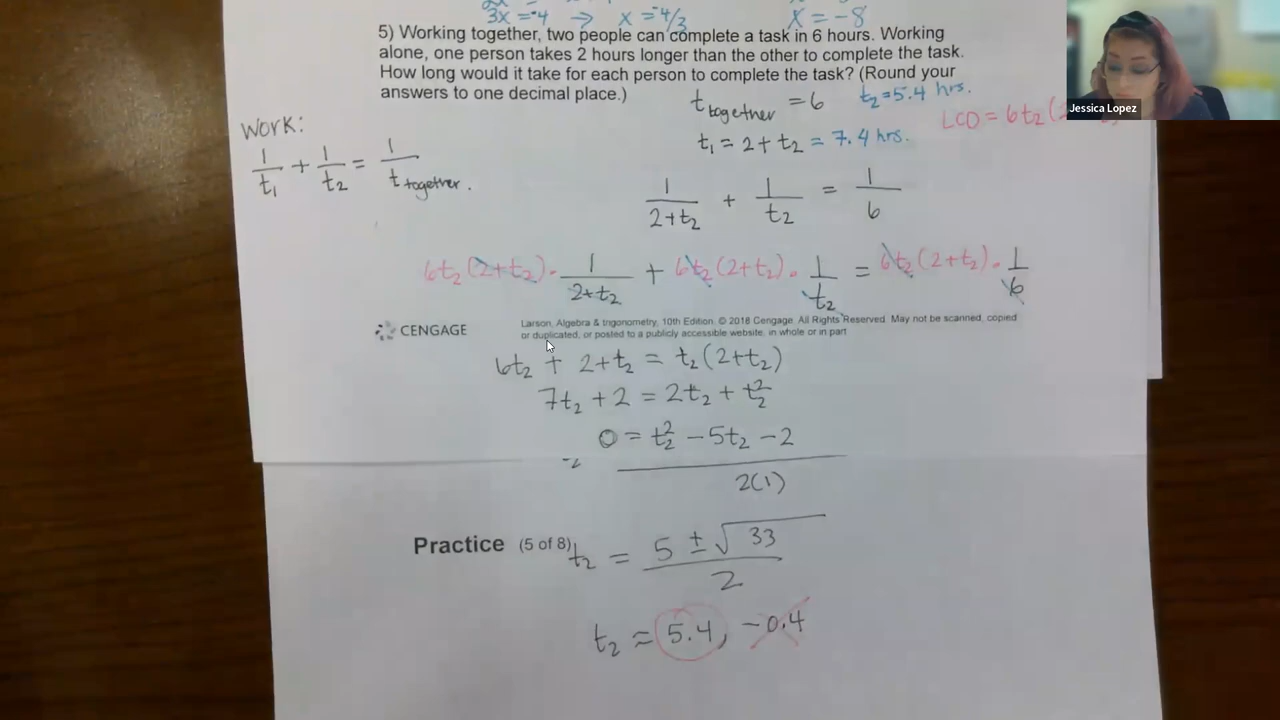 3x = -4 → x = -4/3 x = -8
5) Working together, two people can complete a task in 6 hours. Working
alone, one person takes 2 hours longer than the other to complete the task.
How long would it take for each person to complete the task? (Round your
answers to one decimal place.)
t together = 6 t₂=5.4 hrs.
Jessica Lopez
LCD = 6t₂(
t₁ = 2 + t₂ = 7.4 hrs.
Work:
1/t₁ + 1/t₂ = 1/t together.
1/(2+t₂) + 1/t₂ = 1/6
6t₂(2+t₂)·1/(2+t₂) + 6t₂(2+t₂)·1/t₂ = 6t₂(2+t₂)·1/6
CENGAGE
Larson, Algebra & trigonometry, 10th Edition. © 2018 Cengage. All Rights Reserved. May not be scanned, copied
or duplicated, or posted to a publicly accessible website, in whole or in part
6t₂ + 2+t₂ = t₂(2+t₂)
7t₂ + 2 = 2t₂ + t₂²
0 = t₂² - 5t₂ - 2
2(1)
Practice (5 of 8)
t₂ = (5 ± √33)/2
t₂ ≈ 5.4, -0.4